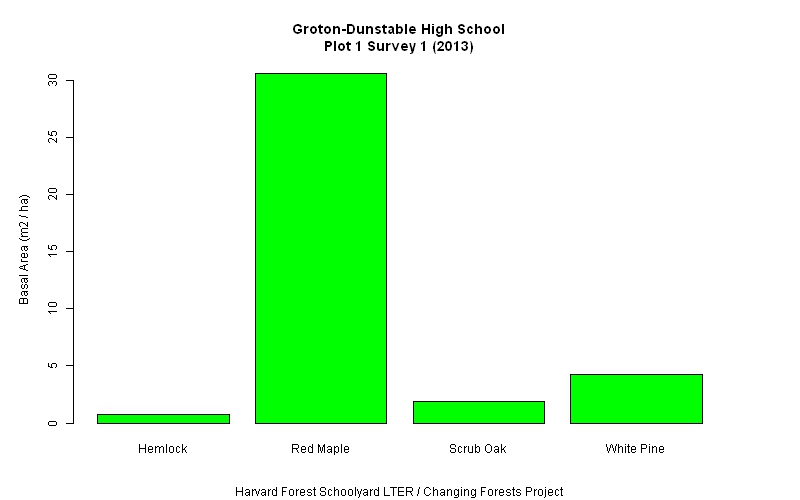 Groton-Dunstable High School
Plot 1 Survey 1 (2013)
Basal Area (m2 / ha)
30
25
20
15
10
5
0
Hemlock Red Maple Scrub Oak White Pine
Harvard Forest Schoolyard LTER / Changing Forests Project